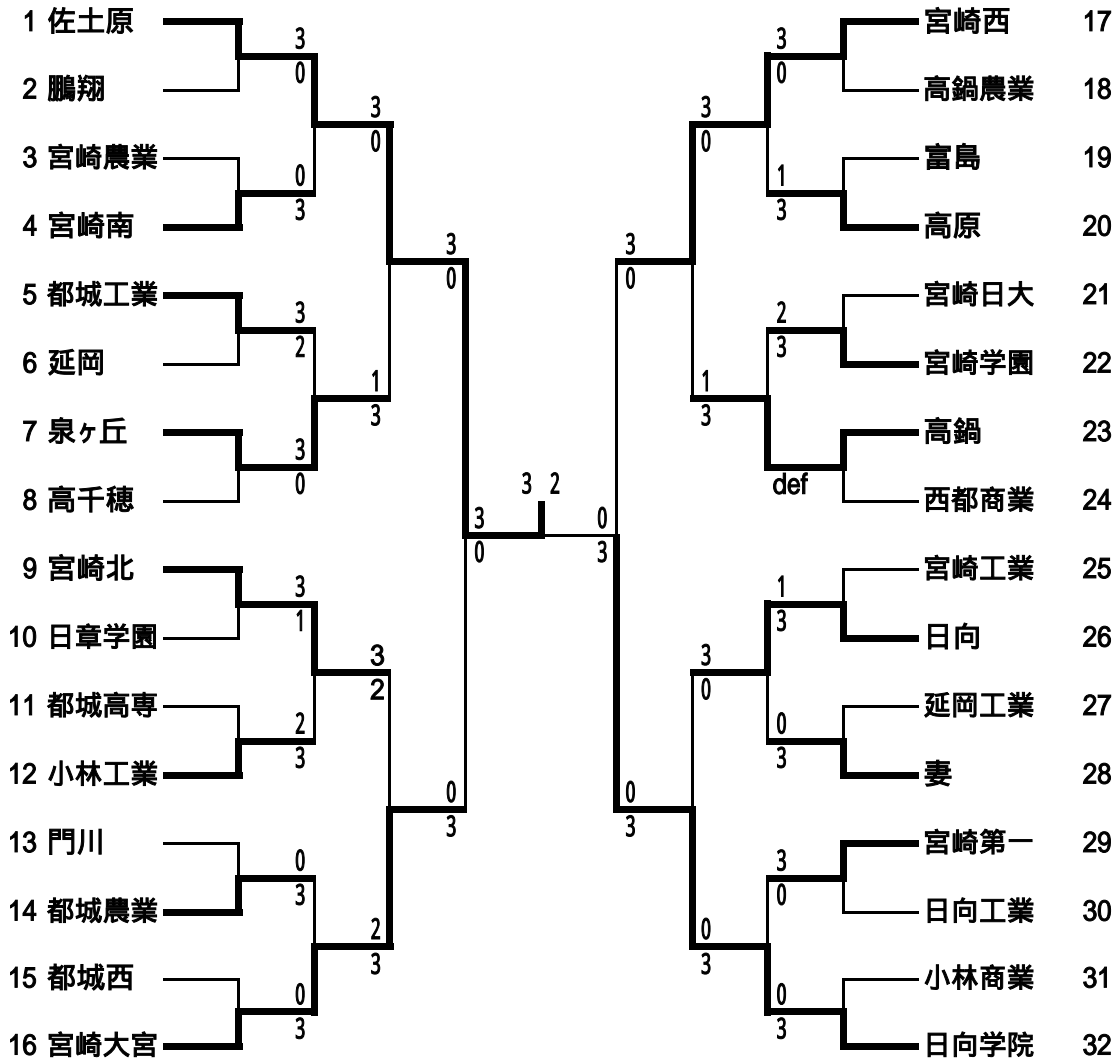 1 佐土原
2 鵬翔
3 宮崎農業
4 宮崎南
5 都城工業
6 延岡
7 泉ヶ丘
8 高千穂
9 宮崎北
10 日章学園
11 都城高専
12 小林工業
13 門川
14 都城農業
15 都城西
16 宮崎大宮
3
0
0
3
3
2
3
0
3
1
2
3
0
3
0
3
3
0
1
3
3
2
2
3
3
0
0
3
3
0
3 2
0
3
3
0
0
3
3
0
1
3
3
0
0
3
3
0
1
3
2
3
def
1
3
0
3
3
0
0
3
宮崎西 17
高鍋農業 18
富島 19
高原 20
宮崎日大 21
宮崎学園 22
高鍋 23
西都商業 24
宮崎工業 25
日向 26
延岡工業 27
妻 28
宮崎第一 29
日向工業 30
小林商業 31
日向学院 32